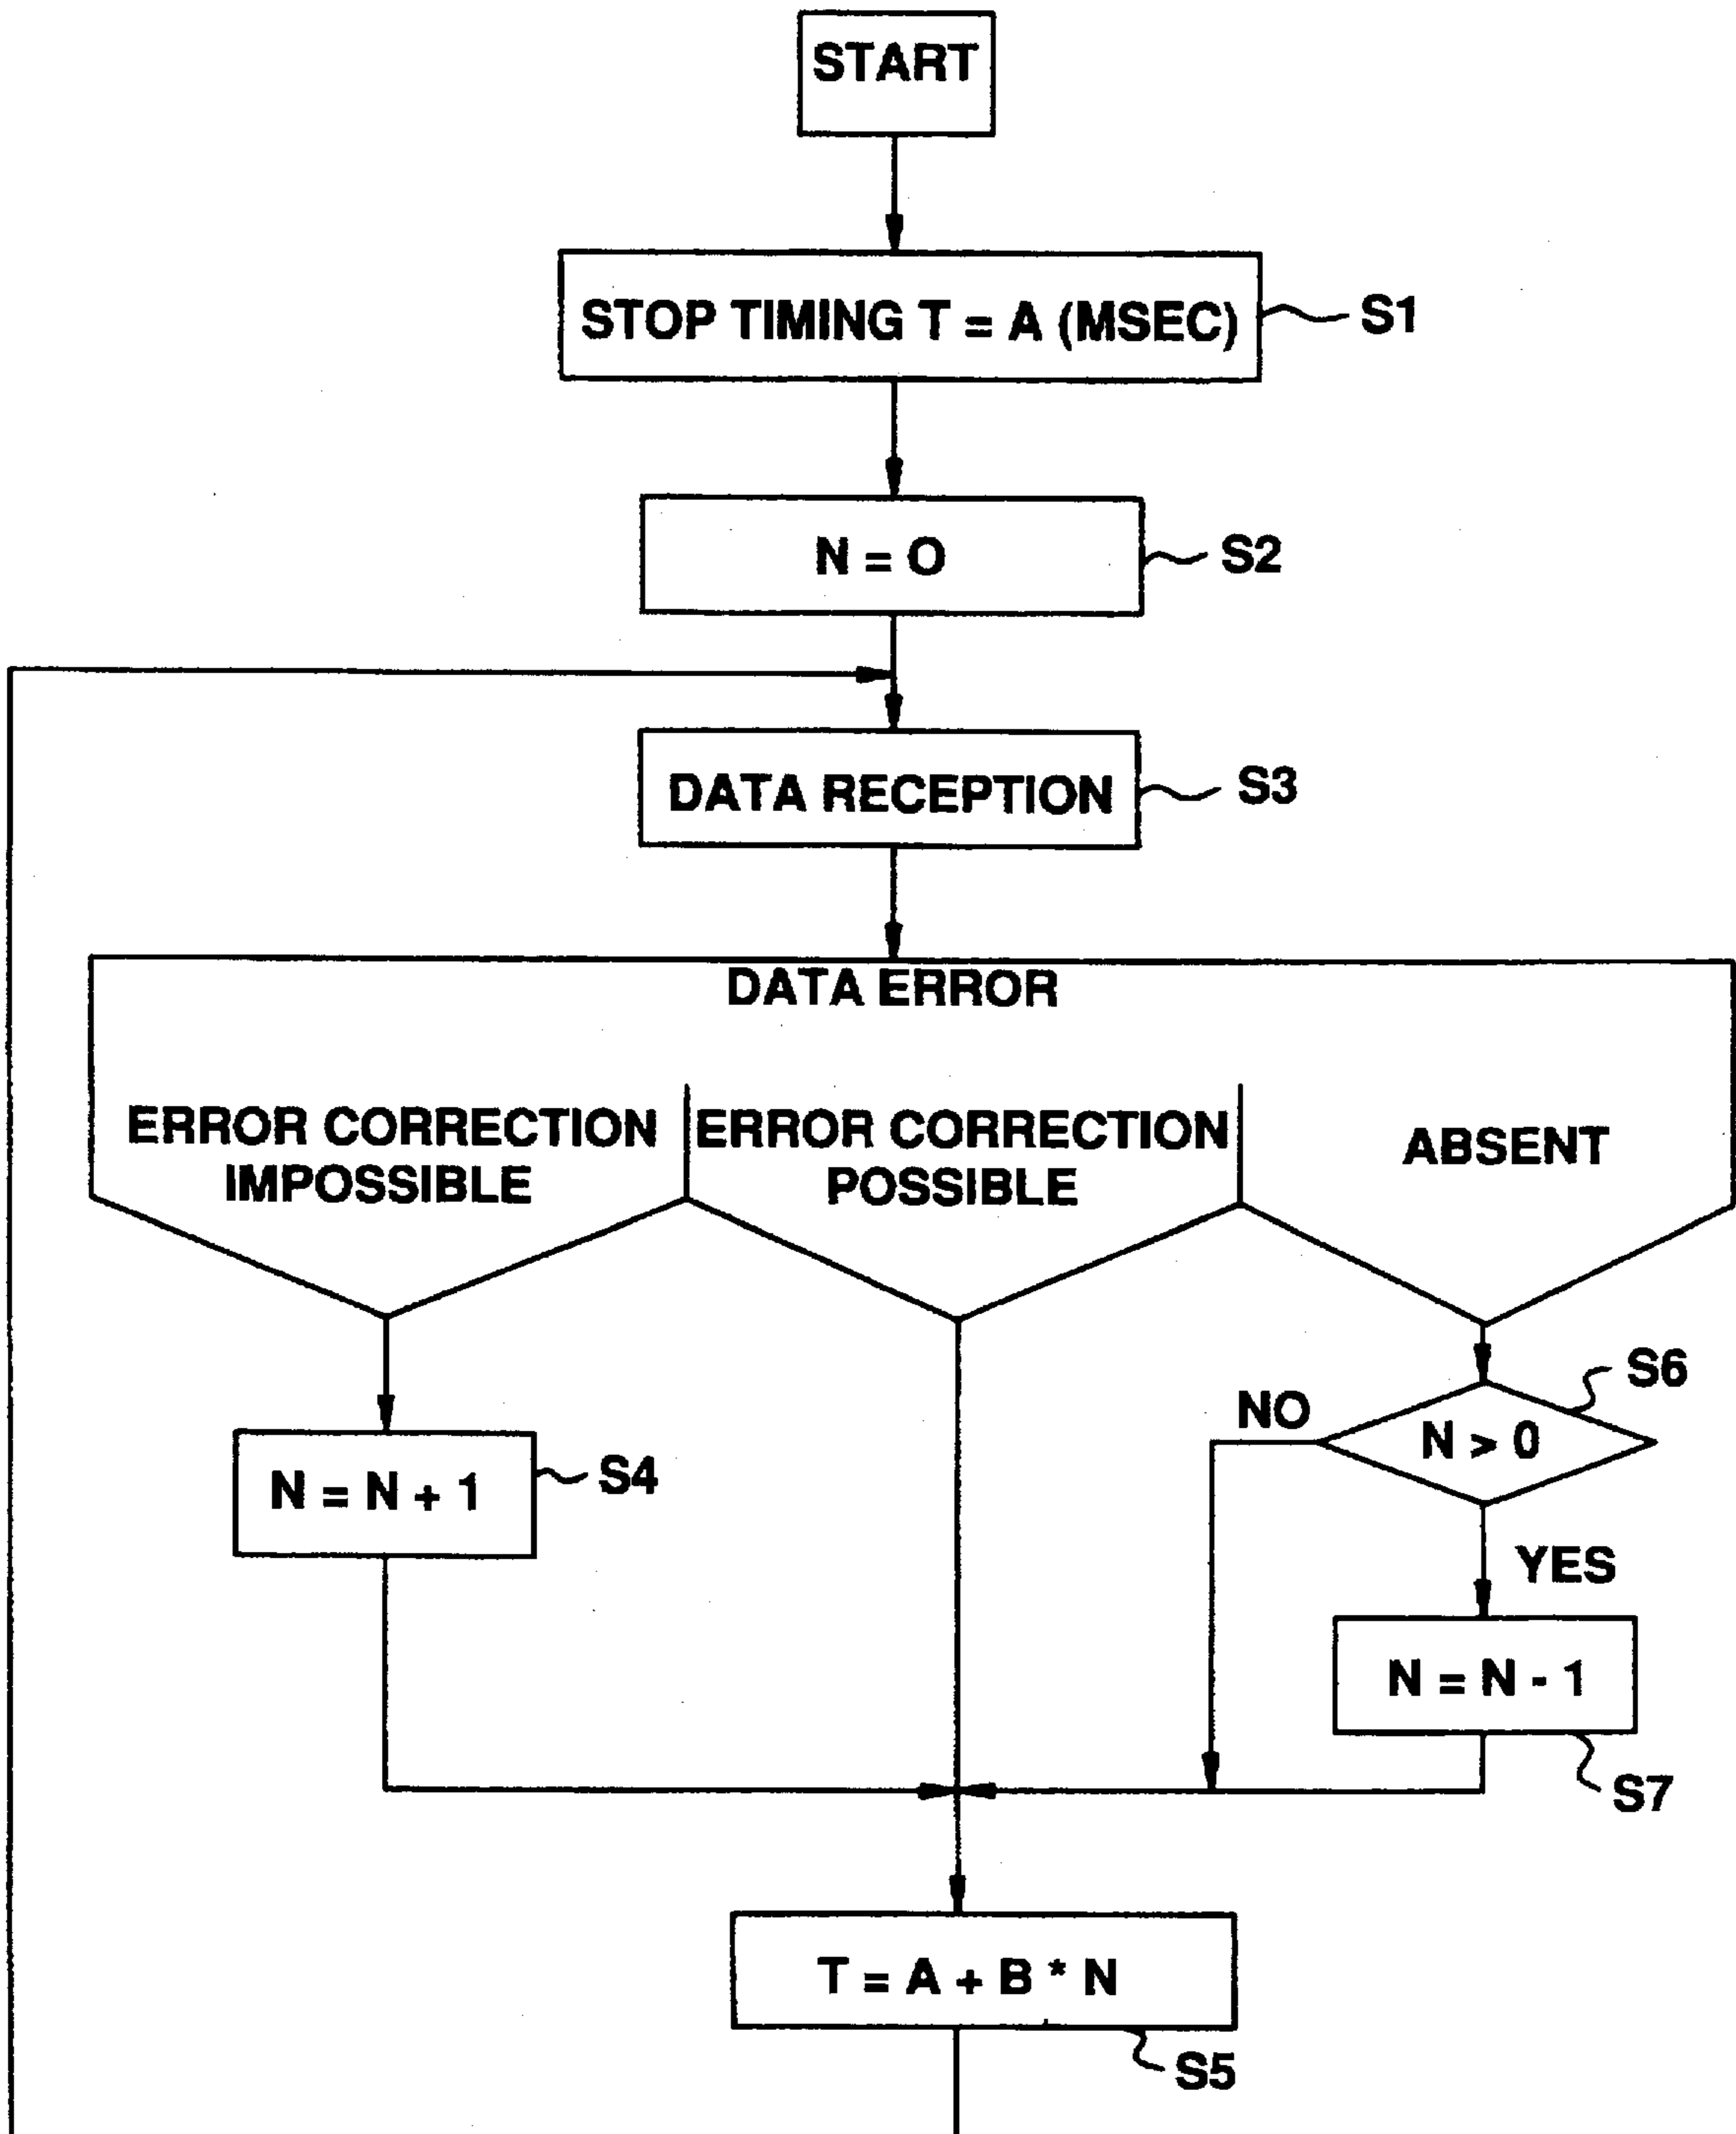 START
STOP TIMING T = A (MSEC)
S1
N = O
S2
DATA RECEPTION
S3
DATA ERROR
ERROR CORRECTION
IMPOSSIBLE
ERROR CORRECTION
POSSIBLE
ABSENT
S6
NO
N > 0
N = N + 1
S4
YES
N = N - 1
S7
T = A + B * N
S5